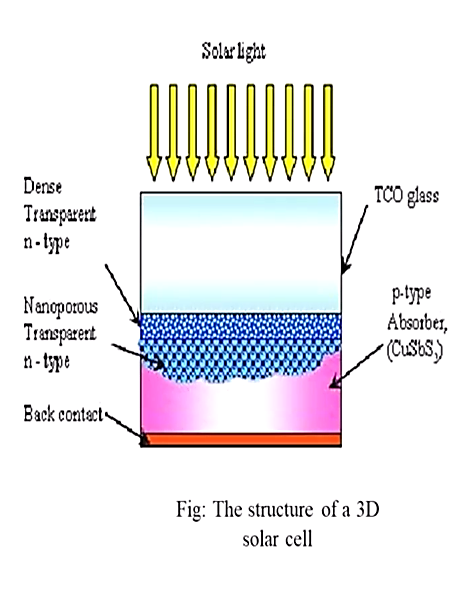 Solar light
Dense
Transparent
n - type
TCO glass
Nanoporous
Transparent
n - type
p-type
Absorber,
(CuSbS₂)
Back contact
Fig: The structure of a 3D
solar cell